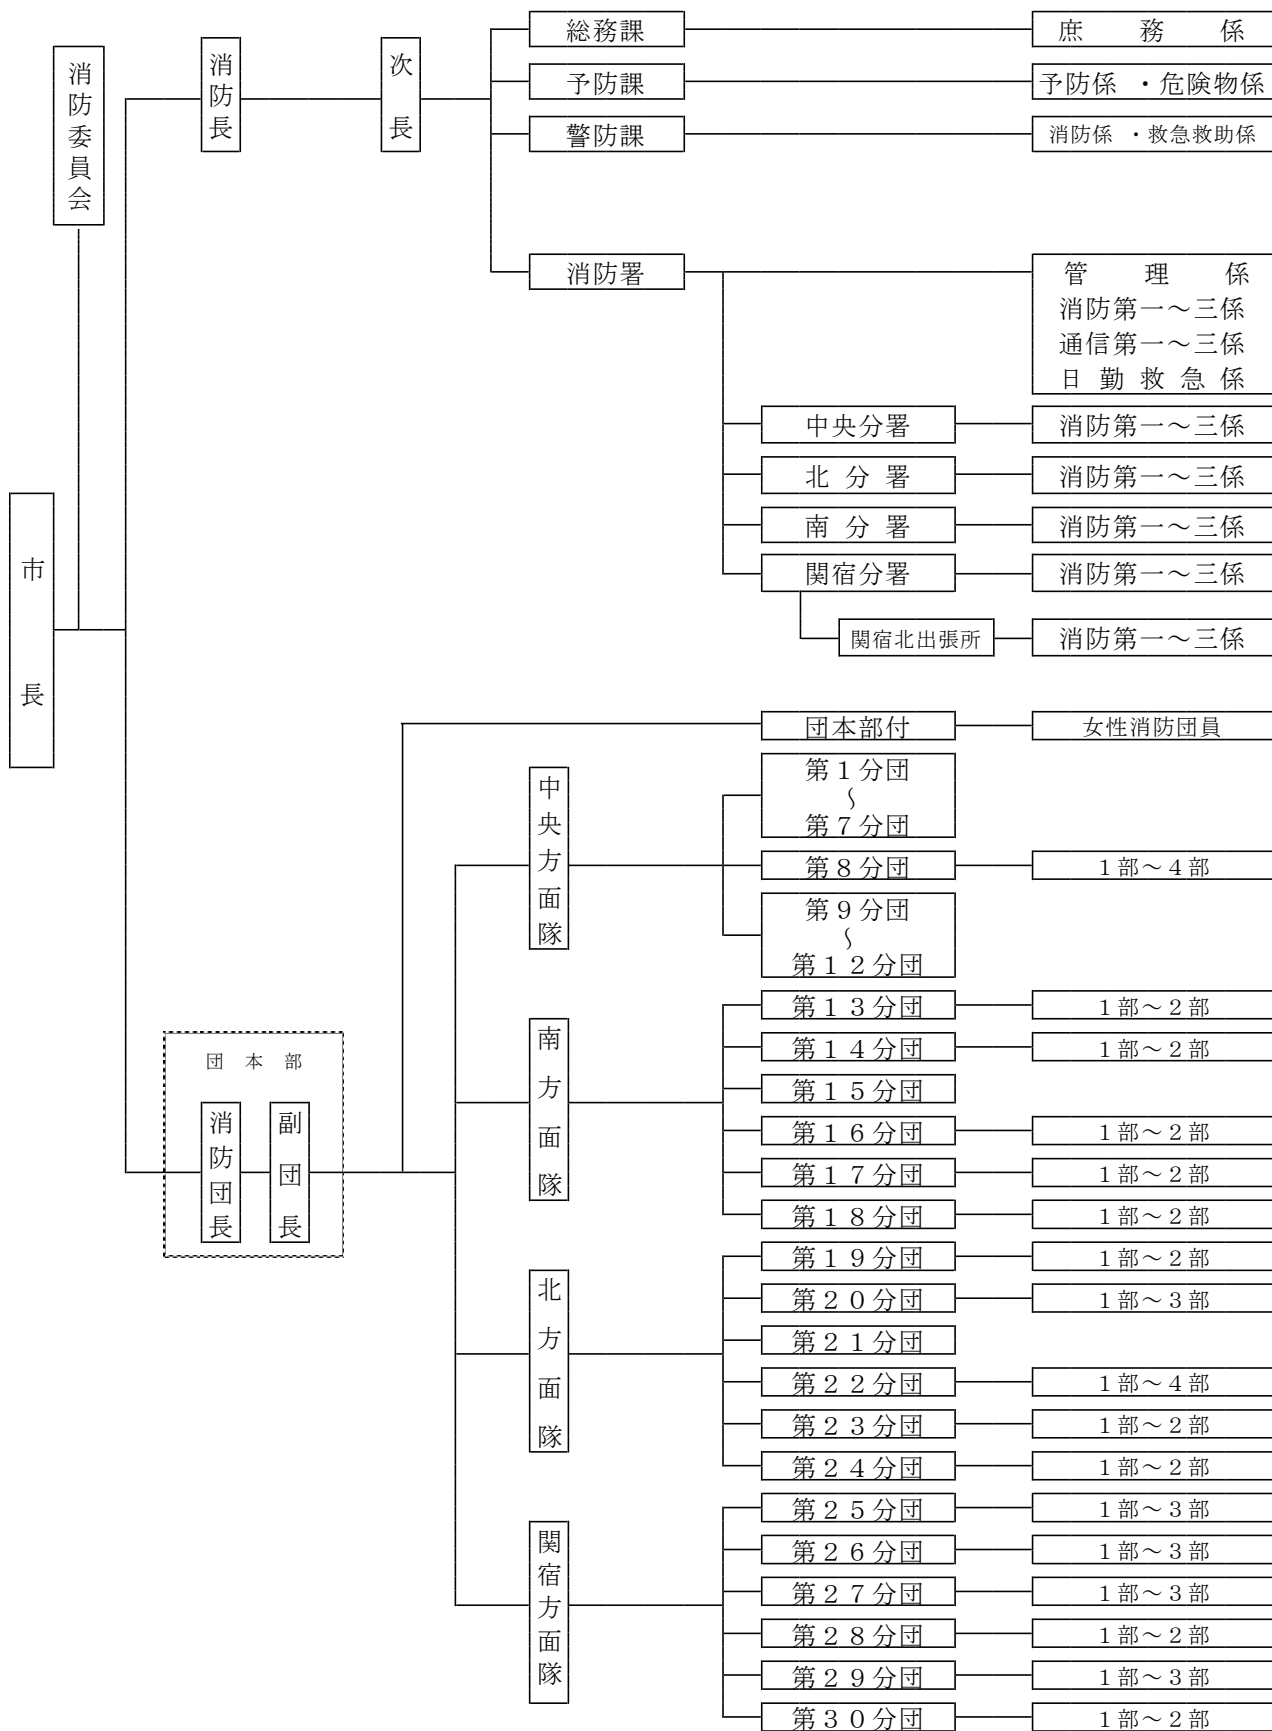 総務課 庶務係
予防課 予防係 ・危険物係
警防課 消防係 ・救急救助係
消防委員会
消防長
次長
消防署 管理係
消防第一～三係
通信第一～三係
日勤救急係
中央分署 消防第一～三係
北分署 消防第一～三係
南分署 消防第一～三係
関宿分署 消防第一～三係
関宿北出張所 消防第一～三係
市長
団本部付 女性消防団員
中央方面隊
第１分団
～
第７分団
第８分団 １部～４部
第９分団
～
第１２分団
団本部
消防団長
副団長
南方面隊
第１３分団 １部～２部
第１４分団 １部～２部
第１５分団
第１６分団 １部～２部
第１７分団 １部～２部
第１８分団 １部～２部
北方面隊
第１９分団 １部～２部
第２０分団 １部～３部
第２１分団
第２２分団 １部～４部
第２３分団 １部～２部
第２４分団 １部～２部
関宿方面隊
第２５分団 １部～３部
第２６分団 １部～３部
第２７分団 １部～３部
第２８分団 １部～２部
第２９分団 １部～３部
第３０分団 １部～２部